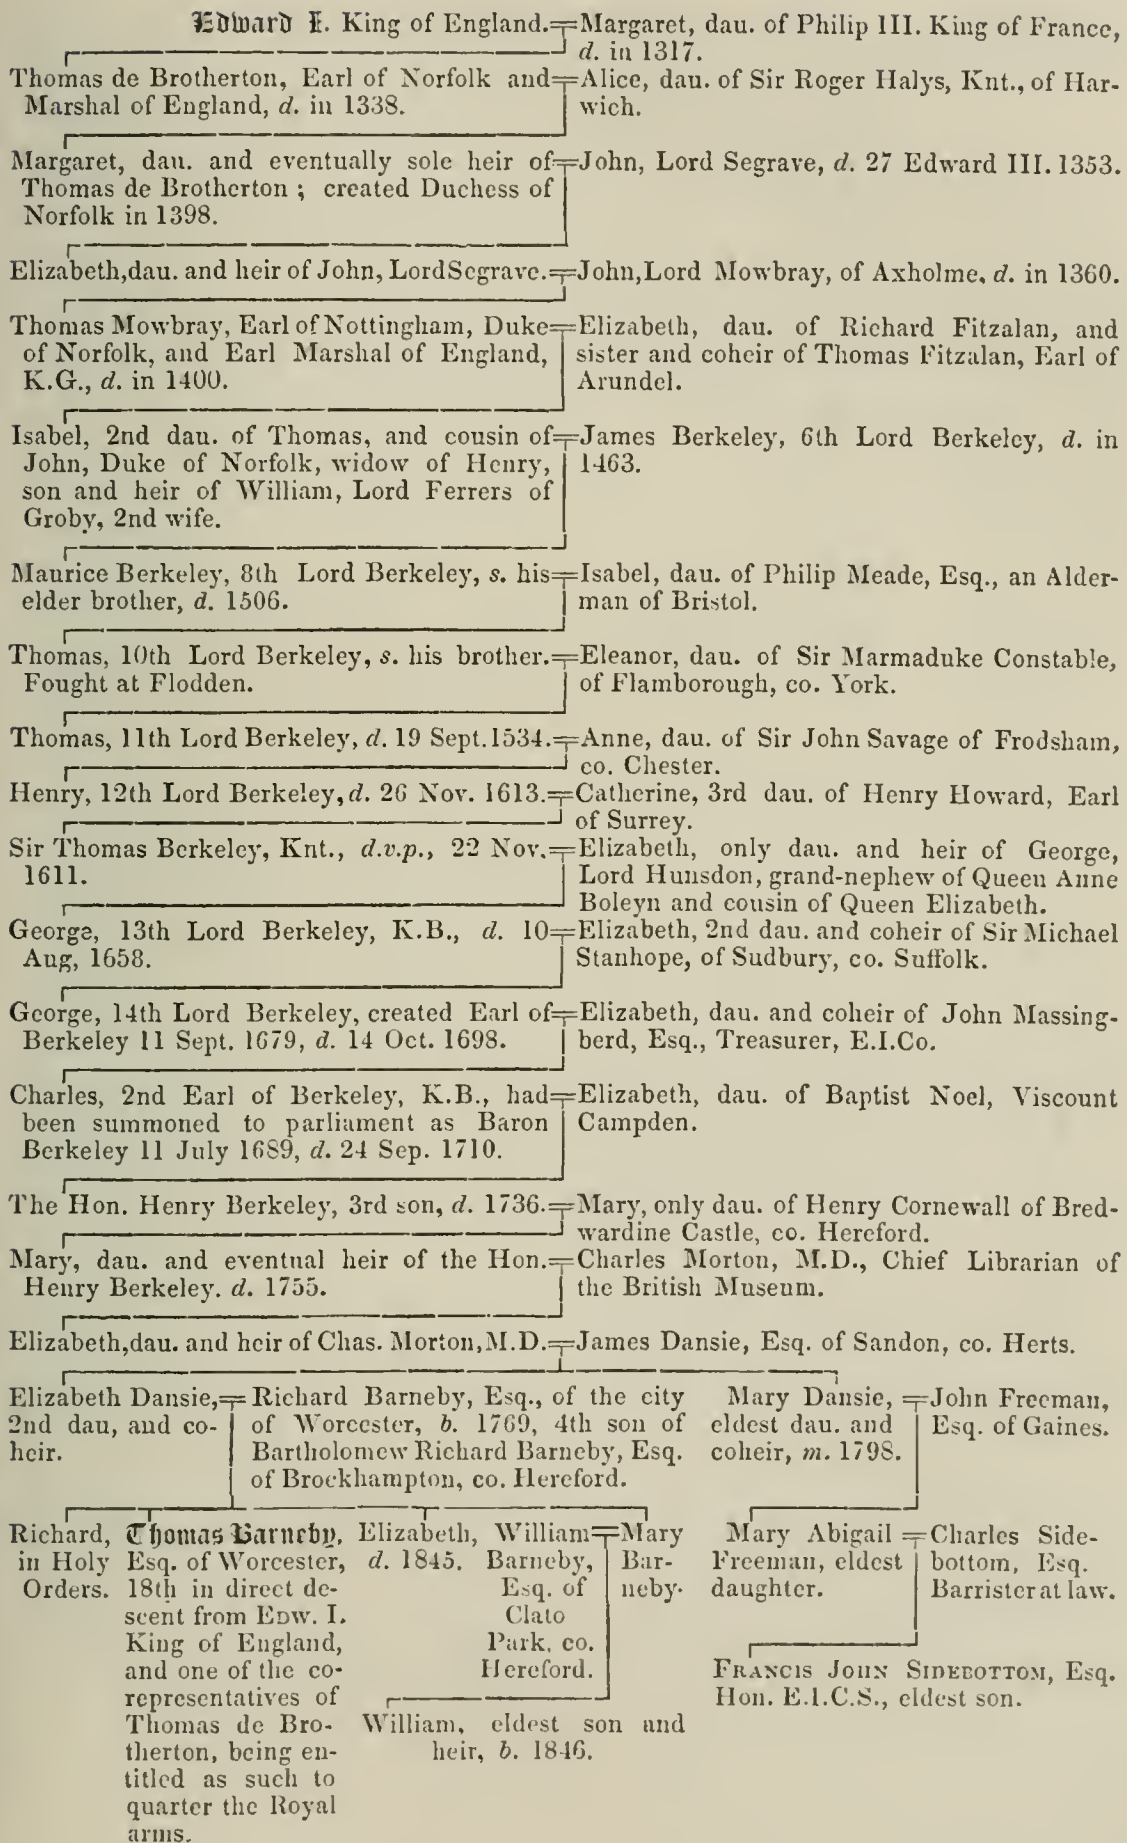 Edward I. King of England.=Margaret, dau. of Philip III. King of France,
d. in 1317.
Thomas de Brotherton, Earl of Norfolk and=Alice, dau. of Sir Roger Halys, Knt., of Har-
Marshal of England, d. in 1338. wich.
Margaret, dau. and eventually sole heir of=John, Lord Segrave, d. 27 Edward III. 1353.
Thomas de Brotherton; created Duchess of
Norfolk in 1398.
Elizabeth, dau. and heir of John, Lord Segrave.=John, Lord Mowbray, of Axholme, d. in 1360.
Thomas Mowbray, Earl of Nottingham, Duke=Elizabeth, dau. of Richard Fitzalan, and
of Norfolk, and Earl Marshal of England, sister and coheir of Thomas Fitzalan, Earl of
K.G., d. in 1400. Arundel.
Isabel, 2nd dau. of Thomas, and cousin of=James Berkeley, 6th Lord Berkeley, d. in
John, Duke of Norfolk, widow of Henry, 1463.
son and heir of William, Lord Ferrers of
Groby, 2nd wife.
Maurice Berkeley, 8th Lord Berkeley, s. his=Isabel, dau. of Philip Meade, Esq., an Alder-
elder brother, d. 1506. man of Bristol.
Thomas, 10th Lord Berkeley, s. his brother.=Eleanor, dau. of Sir Marmaduke Constable,
Fought at Flodden. of Flamborough, co. York.
Thomas, 11th Lord Berkeley, d. 19 Sept. 1534.=Anne, dau. of Sir John Savage of Frodsham,
co. Chester.
Henry, 12th Lord Berkeley, d. 26 Nov. 1613.=Catherine, 3rd dau. of Henry Howard, Earl
of Surrey.
Sir Thomas Berkeley, Knt., d.v.p., 22 Nov.=Elizabeth, only dau. and heir of George,
1611. Lord Hunsdon, grand-nephew of Queen Anne
Boleyn and cousin of Queen Elizabeth.
George, 13th Lord Berkeley, K.B., d. 10=Elizabeth, 2nd dau. and coheir of Sir Michael
Aug, 1658. Stanhope, of Sudbury, co. Suffolk.
George, 14th Lord Berkeley, created Earl of=Elizabeth, dau. and coheir of John Massing-
Berkeley 11 Sept. 1679, d. 14 Oct. 1698. berd, Esq., Treasurer, E.I.Co.
Charles, 2nd Earl of Berkeley, K.B., had=Elizabeth, dau. of Baptist Noel, Viscount
been summoned to parliament as Baron Campden.
Berkeley 11 July 1689, d. 24 Sep. 1710.
The Hon. Henry Berkeley, 3rd son, d. 1736.=Mary, only dau. of Henry Cornewall of Bred-
wardine Castle, co. Hereford.
Mary, dau. and eventual heir of the Hon.=Charles Morton, M.D., Chief Librarian of
Henry Berkeley. d. 1755. the British Museum.
Elizabeth, dau. and heir of Chas. Morton, M.D.=James Dansie, Esq. of Sandon, co. Herts.
Elizabeth Dansie,=Richard Barneby, Esq., of the city
2nd dau, and co- of Worcester, b. 1769, 4th son of
heir. Bartholomew Richard Barneby, Esq.
of Brockhampton, co. Hereford.
Mary Dansie,=John Freeman,
eldest dau. and Esq. of Gaines.
coheir, m. 1798.
Richard,
in Holy
Orders.
Thomas Barneby,
Esq. of Worcester,
18th in direct de-
scent from EDW. I.
King of England,
and one of the co-
representatives of
Thomas de Bro-
therton, being en-
titled as such to
quarter the Royal
arms.
Elizabeth,
d. 1845.
William=Mary
Barneby, Bar-
Esq. of neby.
Clato
Park, co.
Hereford.
William, eldest son and
heir, b. 1846.
Mary Abigail=Charles Side-
Freeman, eldest bottom, Esq.
daughter. Barrister at law.
FRANCIS JOHN SIDEBOTTOM, Esq.
Hon. E.I.C.S., eldest son.